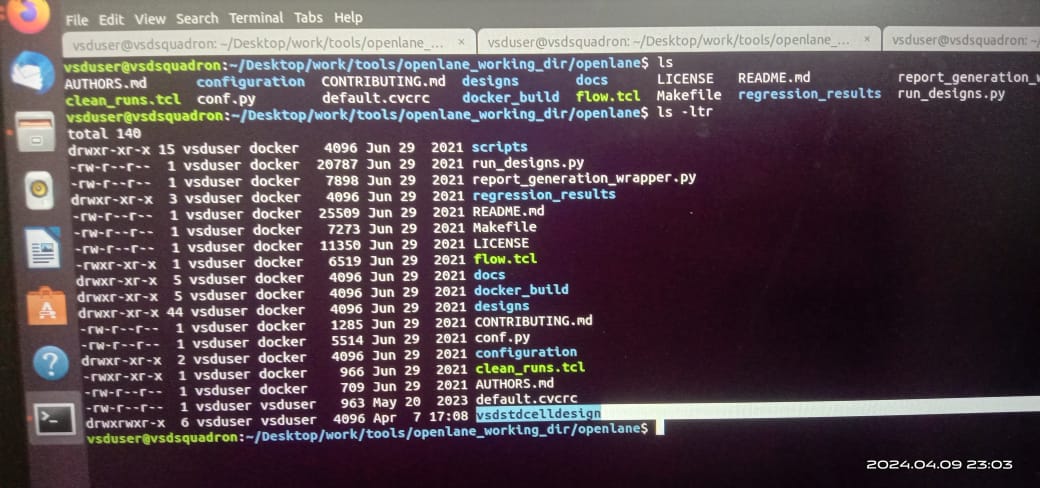 File Edit View Search Terminal Tabs Help
vsduser@vsdsquadron: ~/Desktop/work/tools/openlane_... × vsduser@vsdsquadron: ~/Desktop/work/tools/openlane_... × vsduser@vsdsquadron: ~/
vsduser@vsdsquadron:~/Desktop/work/tools/openlane_working_dir/openlane$ ls
AUTHORS.md configuration CONTRIBUTING.md designs docs LICENSE README.md report_generation_w
clean_runs.tcl conf.py default.cvcrc docker_build flow.tcl Makefile regression_results run_designs.py
vsduser@vsdsquadron:~/Desktop/work/tools/openlane_working_dir/openlane$ ls -ltr
total 140
drwxr-xr-x 15 vsduser docker 4096 Jun 29 2021 scripts
-rw-r--r-- 1 vsduser docker 20787 Jun 29 2021 run_designs.py
-rw-r--r-- 1 vsduser docker 7898 Jun 29 2021 report_generation_wrapper.py
drwxr-xr-x 3 vsduser docker 4096 Jun 29 2021 regression_results
-rw-r--r-- 1 vsduser docker 25509 Jun 29 2021 README.md
-rw-r--r-- 1 vsduser docker 7273 Jun 29 2021 Makefile
-rw-r--r-- 1 vsduser docker 11350 Jun 29 2021 LICENSE
-rwxr-xr-x 1 vsduser docker 6519 Jun 29 2021 flow.tcl
drwxr-xr-x 5 vsduser docker 4096 Jun 29 2021 docs
drwxr-xr-x 5 vsduser docker 4096 Jun 29 2021 docker_build
drwxr-xr-x 44 vsduser docker 4096 Jun 29 2021 designs
-rw-r--r-- 1 vsduser docker 1285 Jun 29 2021 CONTRIBUTING.md
-rw-r--r-- 1 vsduser docker 5514 Jun 29 2021 conf.py
drwxr-xr-x 2 vsduser docker 4096 Jun 29 2021 configuration
-rwxr-xr-x 1 vsduser docker 966 Jun 29 2021 clean_runs.tcl
-rw-r--r-- 1 vsduser docker 709 Jun 29 2021 AUTHORS.md
-rw-r--r-- 1 vsduser vsduser 963 May 20 2023 default.cvcrc
drwxrwxr-x 6 vsduser vsduser 4096 Apr 7 17:08 vsdstdcelldesign
vsduser@vsdsquadron:~/Desktop/work/tools/openlane_working_dir/openlane$
2024.04.09 23:03